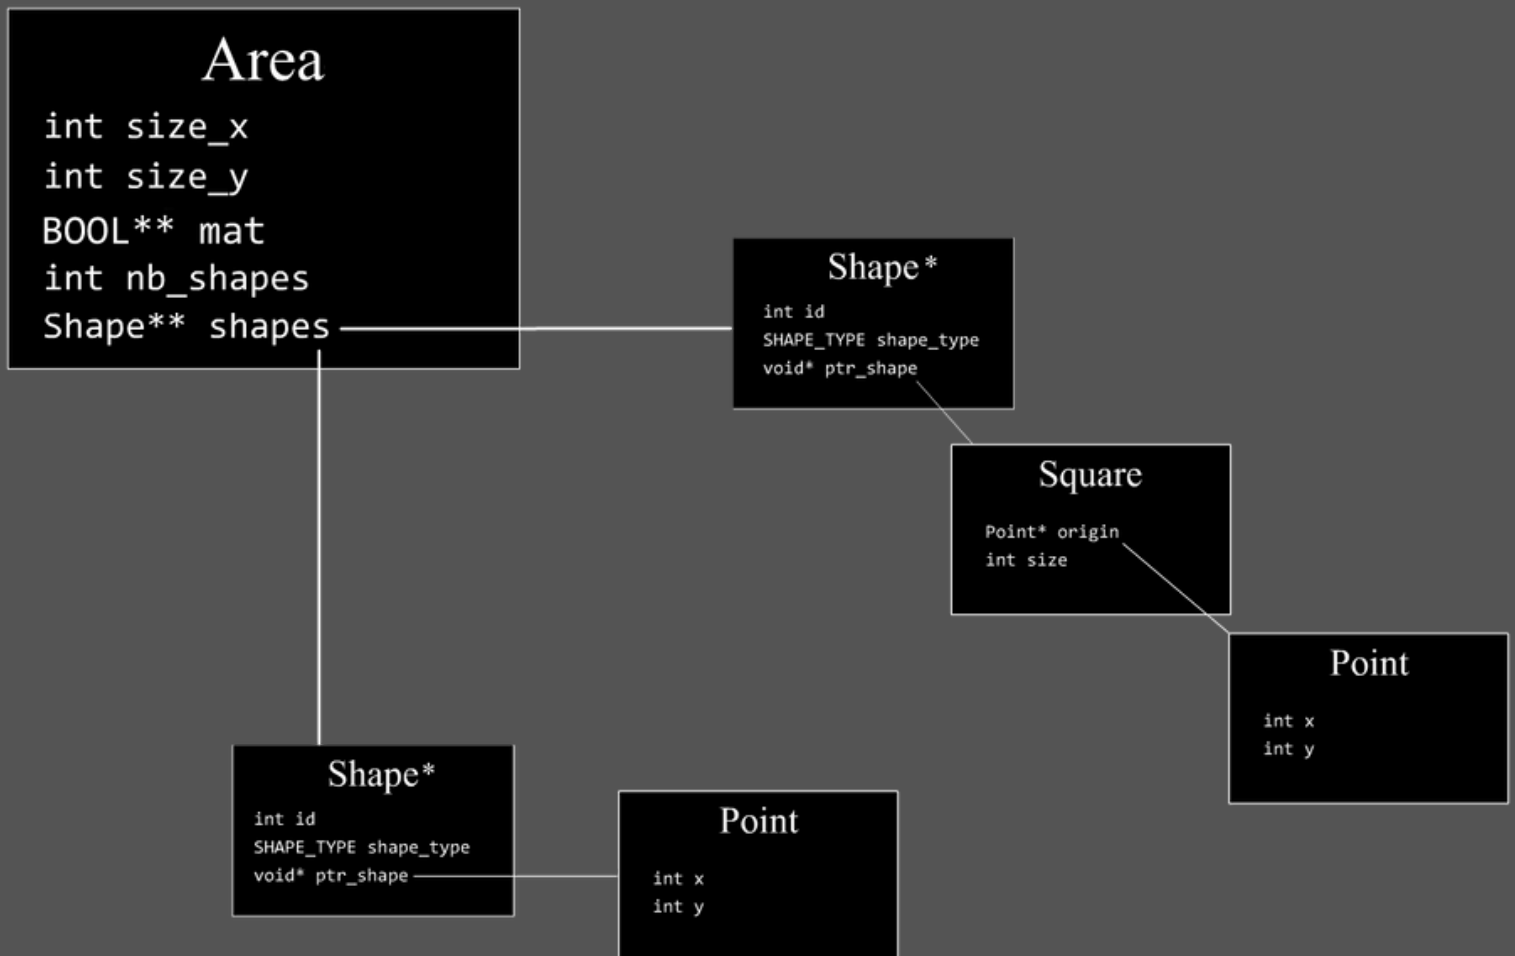 Area
int size_x
int size_y
BOOL** mat
int nb_shapes
Shape** shapes
Shape*
int id
SHAPE_TYPE shape_type
void* ptr_shape
Square
Point* origin
int size
Point
int x
int y
Shape*
int id
SHAPE_TYPE shape_type
void* ptr_shape
Point
int x
int y